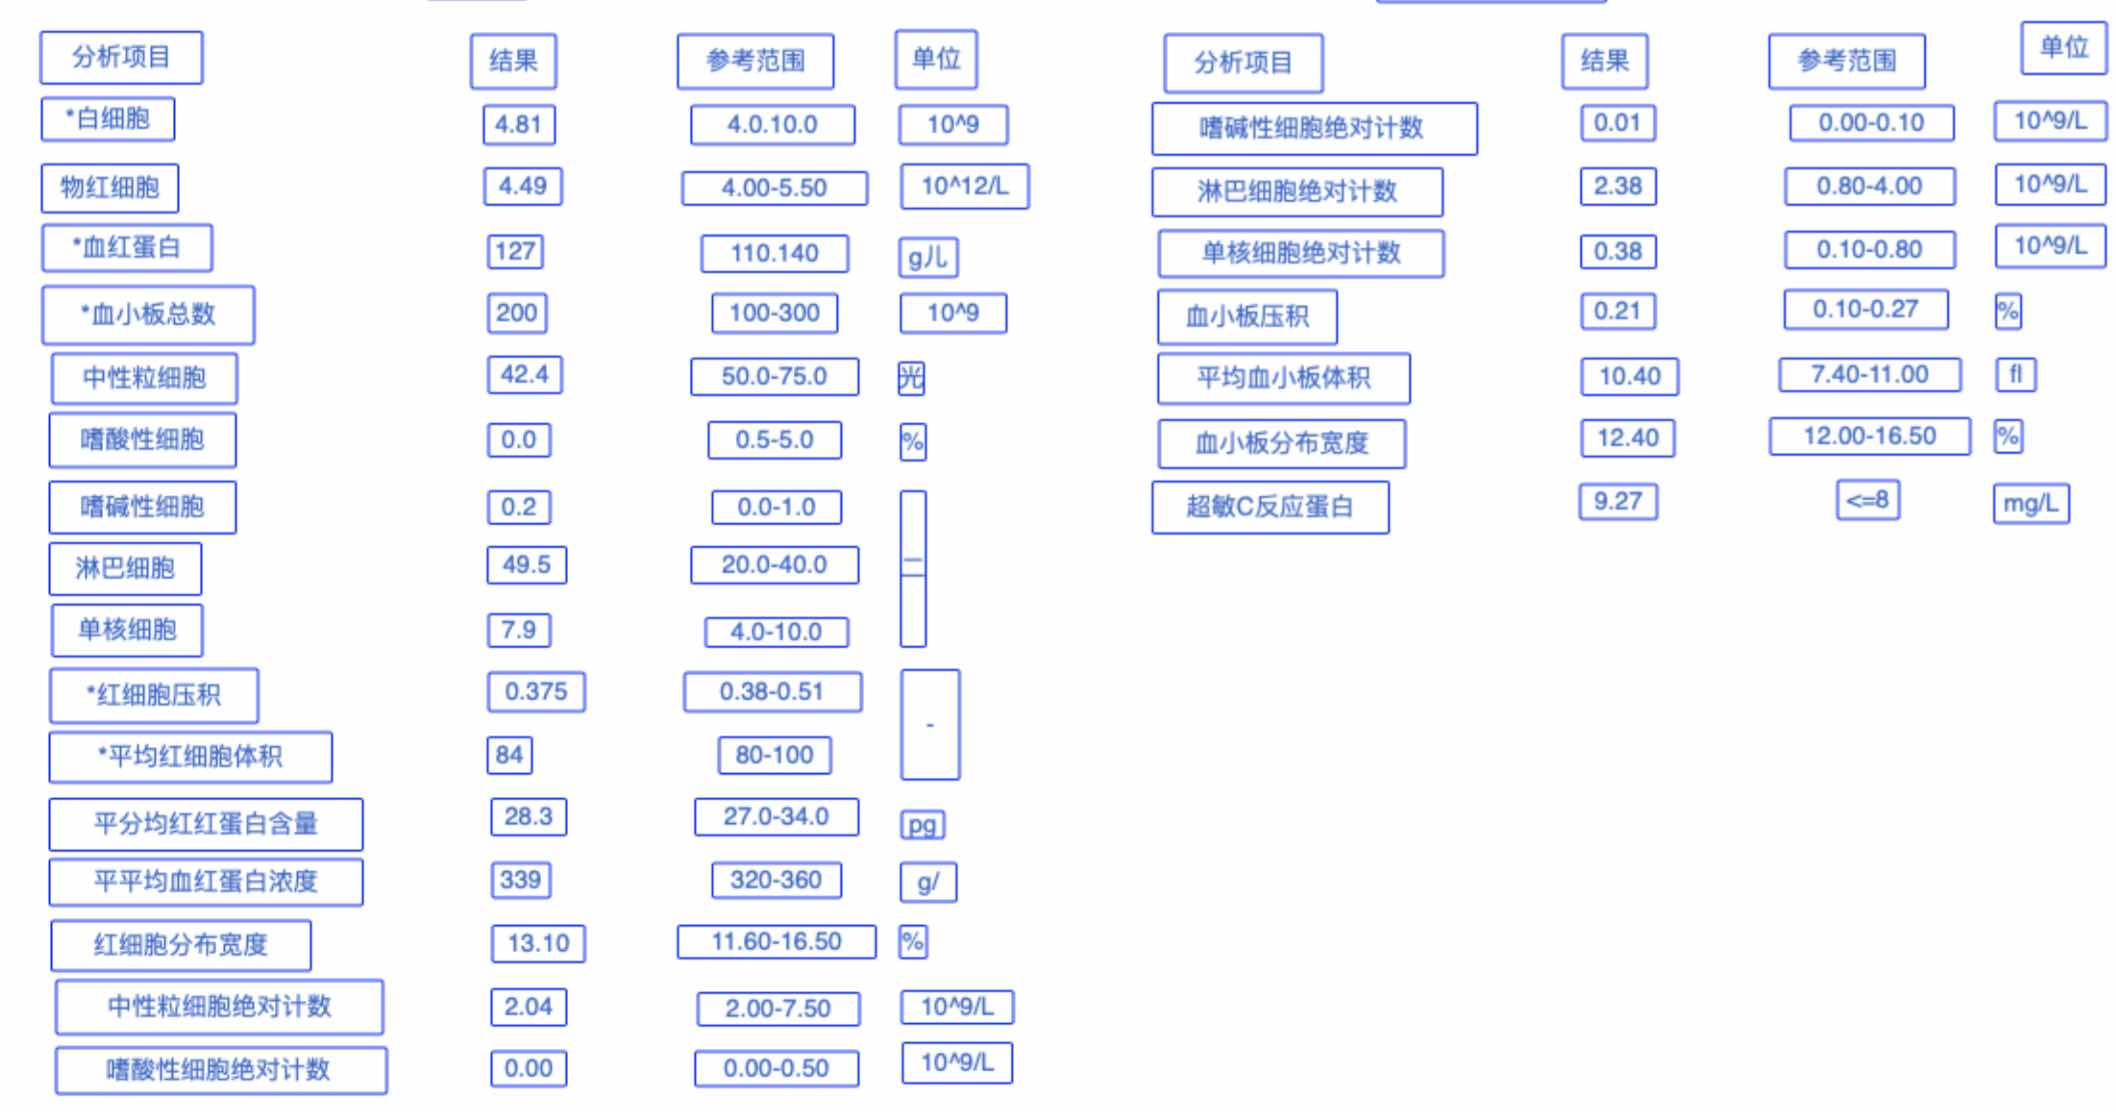 分析项目 结果 参考范围 单位
*白细胞 4.81 4.0.10.0 10^9
物红细胞 4.49 4.00-5.50 10^12/L
*血红蛋白 127 110.140 g儿
*血小板总数 200 100-300 10^9
中性粒细胞 42.4 50.0-75.0 光
嗜酸性细胞 0.0 0.5-5.0 %
嗜碱性细胞 0.2 0.0-1.0
淋巴细胞 49.5 20.0-40.0
单核细胞 7.9 4.0-10.0
*红细胞压积 0.375 0.38-0.51 -
*平均红细胞体积 84 80-100
平分均红红蛋白含量 28.3 27.0-34.0 pg
平平均血红蛋白浓度 339 320-360 g/
红细胞分布宽度 13.10 11.60-16.50 %
中性粒细胞绝对计数 2.04 2.00-7.50 10^9/L
嗜酸性细胞绝对计数 0.00 0.00-0.50 10^9/L
分析项目 结果 参考范围 单位
嗜碱性细胞绝对计数 0.01 0.00-0.10 10^9/L
淋巴细胞绝对计数 2.38 0.80-4.00 10^9/L
单核细胞绝对计数 0.38 0.10-0.80 10^9/L
血小板压积 0.21 0.10-0.27 %
平均血小板体积 10.40 7.40-11.00 fl
血小板分布宽度 12.40 12.00-16.50 %
超敏C反应蛋白 9.27 <=8 mg/L